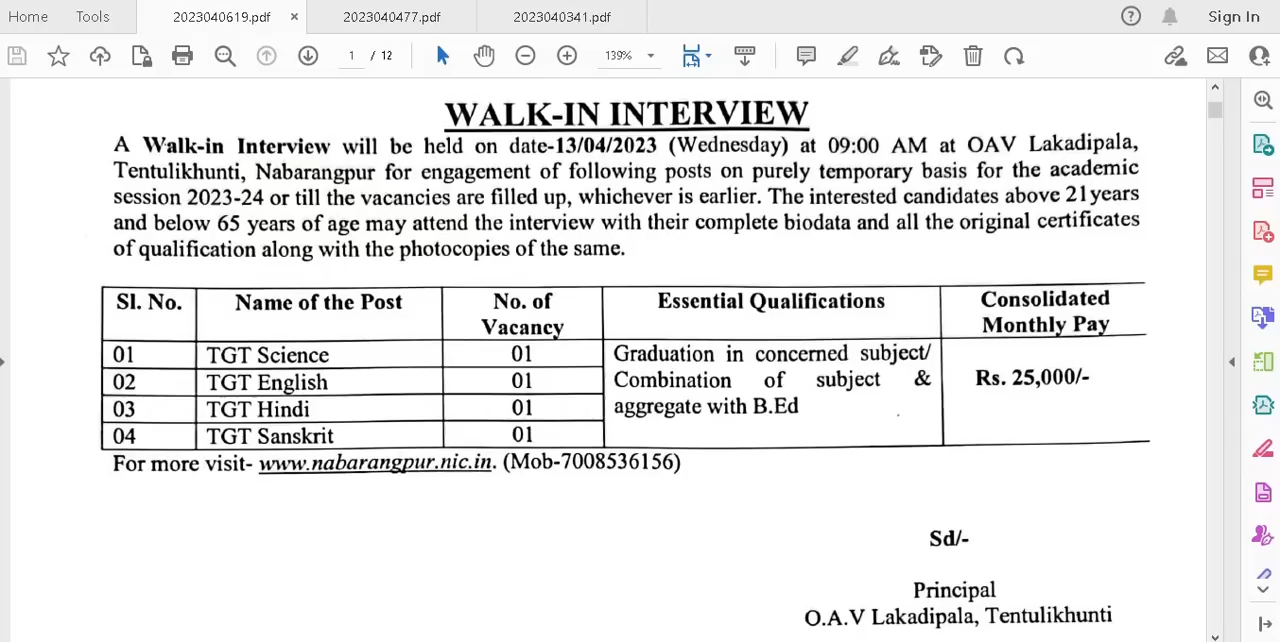 Home Tools 2023040619.pdf × 2023040477.pdf 2023040341.pdf Sign In
1 / 12 139%
WALK-IN INTERVIEW
A Walk-in Interview will be held on date-13/04/2023 (Wednesday) at 09:00 AM at OAV Lakadipala,
Tentulikhunti, Nabarangpur for engagement of following posts on purely temporary basis for the academic
session 2023-24 or till the vacancies are filled up, whichever is earlier. The interested candidates above 21years
and below 65 years of age may attend the interview with their complete biodata and all the original certificates
of qualification along with the photocopies of the same.
Sl. No. Name of the Post No. of Vacancy Essential Qualifications Consolidated Monthly Pay
01 TGT Science 01 Graduation in concerned subject/
02 TGT English 01 Combination of subject & Rs. 25,000/-
03 TGT Hindi 01 aggregate with B.Ed
04 TGT Sanskrit 01
For more visit- www.nabarangpur.nic.in. (Mob-7008536156)
Sd/-
Principal
O.A.V Lakadipala, Tentulikhunti